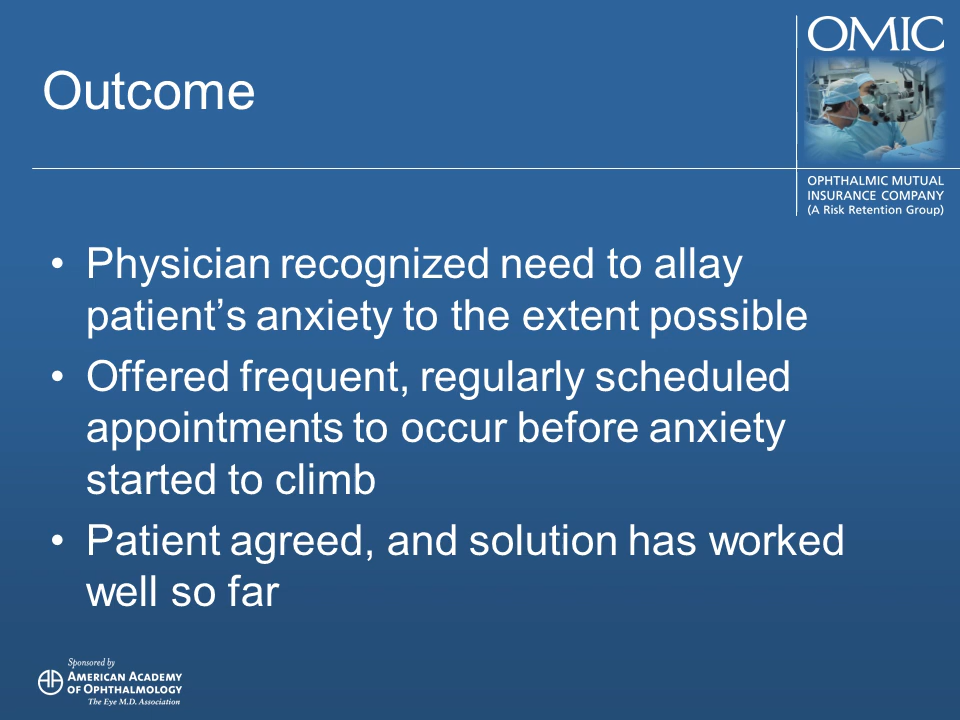 OMIC
Outcome
OPHTHALMIC MUTUAL
INSURANCE COMPANY
(A Risk Retention Group)
• Physician recognized need to allay
patient’s anxiety to the extent possible
• Offered frequent, regularly scheduled
appointments to occur before anxiety
started to climb
• Patient agreed, and solution has worked
well so far
Sponsored by
AMERICAN ACADEMY
OF OPHTHALMOLOGY
The Eye M.D. Association